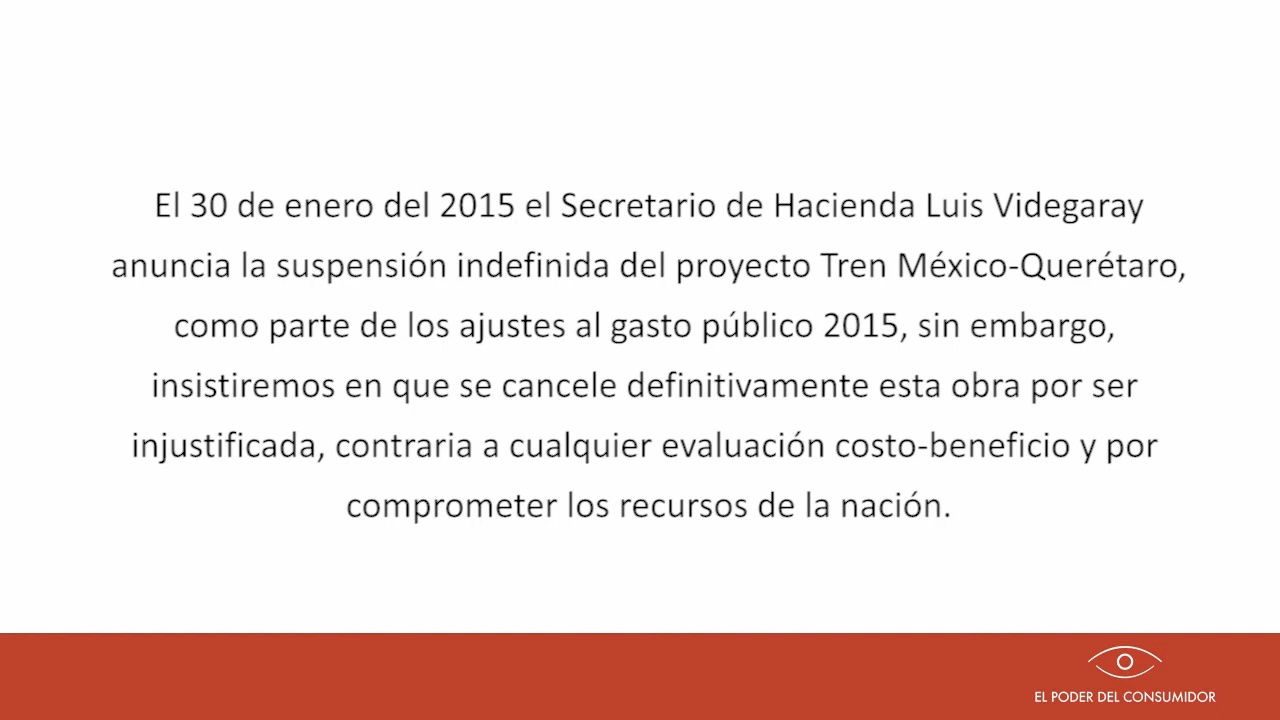 El 30 de enero del 2015 el Secretario de Hacienda Luis Videgaray
anuncia la suspensión indefinida del proyecto Tren México-Querétaro,
como parte de los ajustes al gasto público 2015, sin embargo,
insistiremos en que se cancele definitivamente esta obra por ser
injustificada, contraria a cualquier evaluación costo-beneficio y por
comprometer los recursos de la nación.
EL PODER DEL CONSUMIDOR